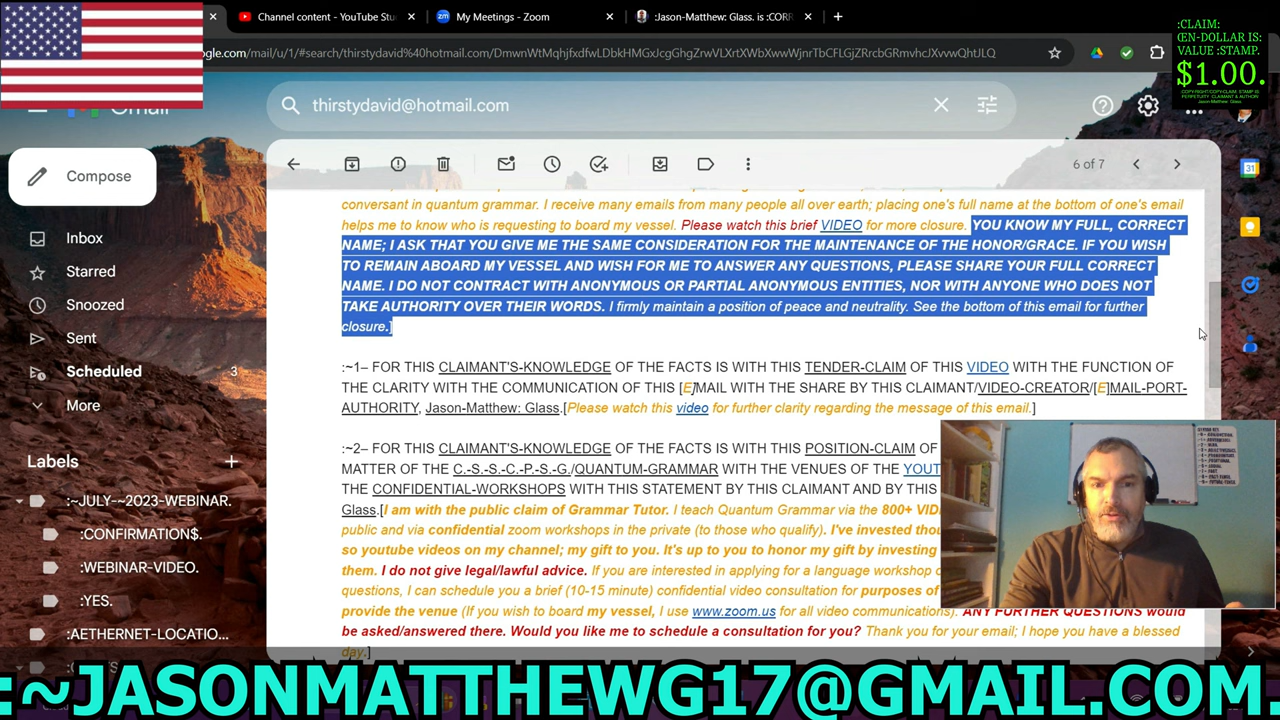 Channel content - YouTube Stu
My Meetings - Zoom
:Jason-Matthew: Glass. is :CORR
gle.com/mail/u/1/#search/thirstydavid%40hotmail.com/
:CLAIM:
VALUE :STAMP.
$1.00.
Jason-Matthew: Glass.
thirstydavid@hotmail.com
Compose
6 of 7
Inbox
Starred
Snoozed
Sent
Scheduled 3
More
Labels
:~JULY-~2023-WEBINAR.
:CONFIRMATION$.
:WEBINAR-VIDEO.
:YES.
:AETHERNET-LOCATIO...
conversant in quantum grammar. I receive many emails from many people all over earth; placing one's full name at the bottom of one's email
helps me to know who is requesting to board my vessel. Please watch this brief VIDEO for more closure. YOU KNOW MY FULL, CORRECT
NAME; I ASK THAT YOU GIVE ME THE SAME CONSIDERATION FOR THE MAINTENANCE OF THE HONOR/GRACE. IF YOU WISH
TO REMAIN ABOARD MY VESSEL AND WISH FOR ME TO ANSWER ANY QUESTIONS, PLEASE SHARE YOUR FULL CORRECT
NAME. I DO NOT CONTRACT WITH ANONYMOUS OR PARTIAL ANONYMOUS ENTITIES, NOR WITH ANYONE WHO DOES NOT
TAKE AUTHORITY OVER THEIR WORDS. I firmly maintain a position of peace and neutrality. See the bottom of this email for further
closure.]
:~1– FOR THIS CLAIMANT'S-KNOWLEDGE OF THE FACTS IS WITH THIS TENDER-CLAIM OF THIS VIDEO WITH THE FUNCTION OF
THE CLARITY WITH THE COMMUNICATION OF THIS [E]MAIL WITH THE SHARE BY THIS CLAIMANT/VIDEO-CREATOR/[E]MAIL-PORT-
AUTHORITY, Jason-Matthew: Glass.[Please watch this video for further clarity regarding the message of this email.]
:~2– FOR THIS CLAIMANT'S-KNOWLEDGE OF THE FACTS IS WITH THIS POSITION-CLAIM OF
MATTER OF THE C.-S.-S.-C.-P.-S.-G./QUANTUM-GRAMMAR WITH THE VENUES OF THE YOUT
THE CONFIDENTIAL-WORKSHOPS WITH THIS STATEMENT BY THIS CLAIMANT AND BY THIS
Glass.[I am with the public claim of Grammar Tutor. I teach Quantum Grammar via the 800+ VID
public and via confidential zoom workshops in the private (to those who qualify). I've invested thou
so youtube videos on my channel; my gift to you. It's up to you to honor my gift by investing
them. I do not give legal/lawful advice. If you are interested in applying for a language workshop o
questions, I can schedule you a brief (10-15 minute) confidential video consultation for purposes of
provide the venue (If you wish to board my vessel, I use www.zoom.us for all video communications). ANY FURTHER QUESTIONS would
be asked/answered there. Would you like me to schedule a consultation for you? Thank you for your email; I hope you have a blessed
day.]
:~JASONMATTHEWG17@GMAIL.COM.